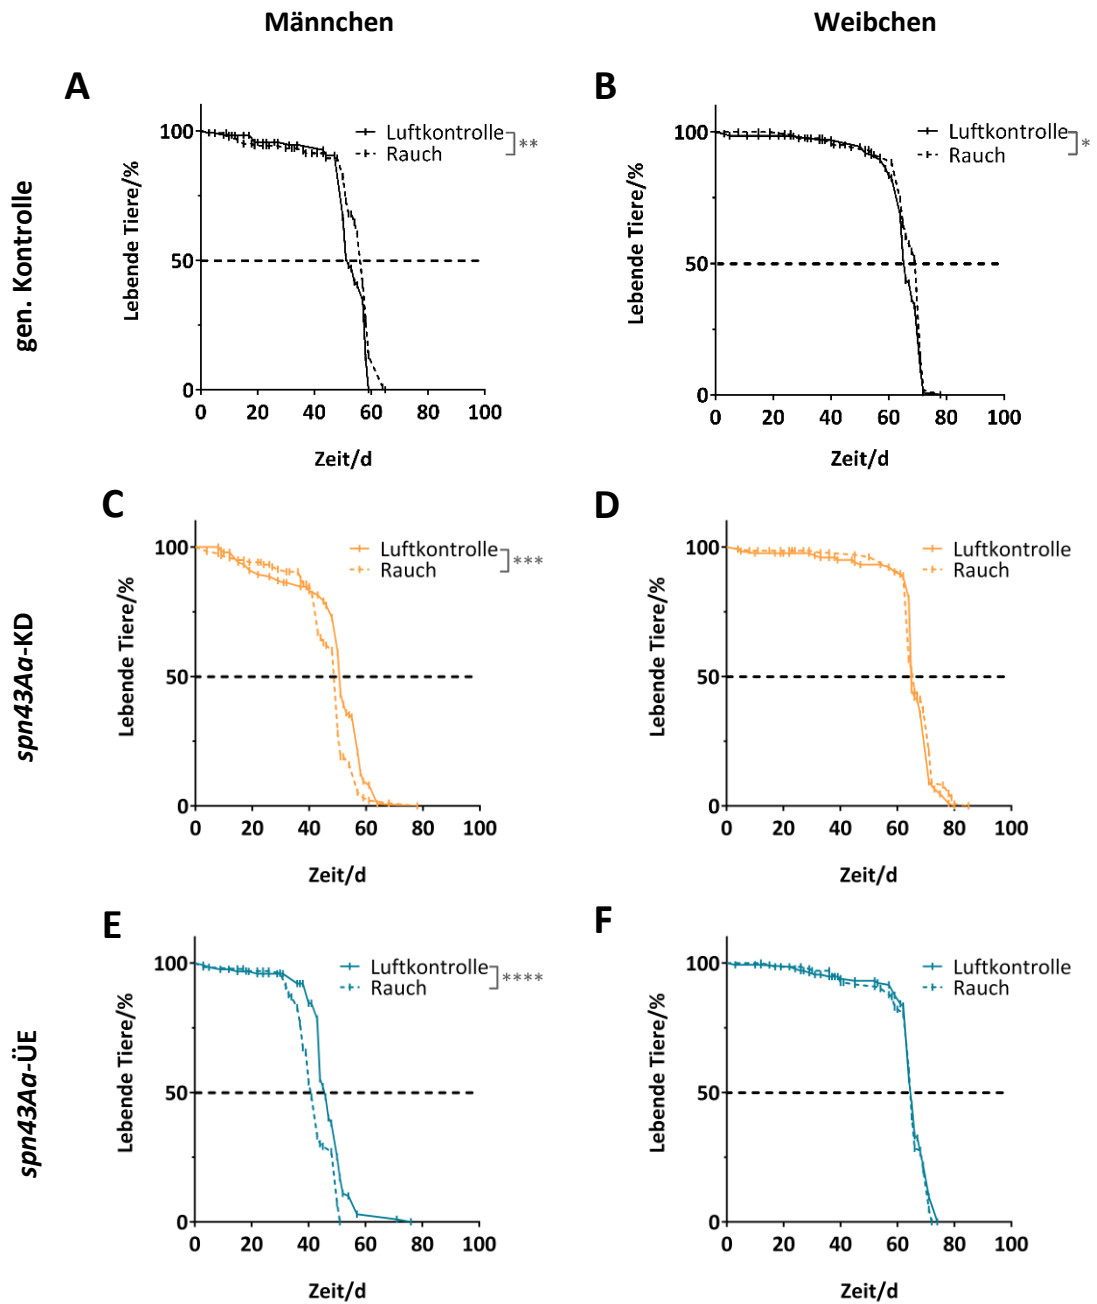 Männchen
Weibchen
gen. Kontrolle
A
Lebende Tiere/%
100
50
0
0 20 40 60 80 100
Zeit/d
Luftkontrolle
Rauch
**
B
Lebende Tiere/%
100
50
0
0 20 40 60 80 100
Zeit/d
Luftkontrolle
Rauch
*
spn43Aa-KD
C
Lebende Tiere/%
100
50
0
0 20 40 60 80 100
Zeit/d
Luftkontrolle
Rauch
***
D
Lebende Tiere/%
100
50
0
0 20 40 60 80 100
Zeit/d
Luftkontrolle
Rauch
spn43Aa-ÜE
E
Lebende Tiere/%
100
50
0
0 20 40 60 80 100
Zeit/d
Luftkontrolle
Rauch
****
F
Lebende Tiere/%
100
50
0
0 20 40 60 80 100
Zeit/d
Luftkontrolle
Rauch